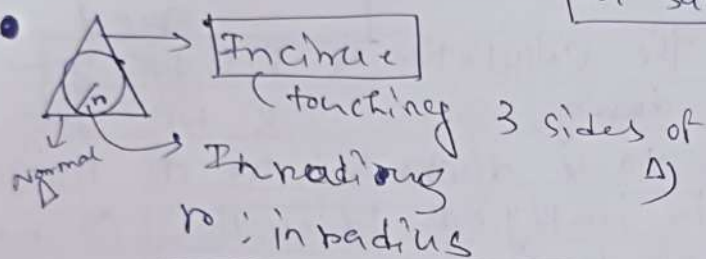 Incircle
(touching 3 sides of
Δ)
r
Normal
Δ
Inradius
r : inradius